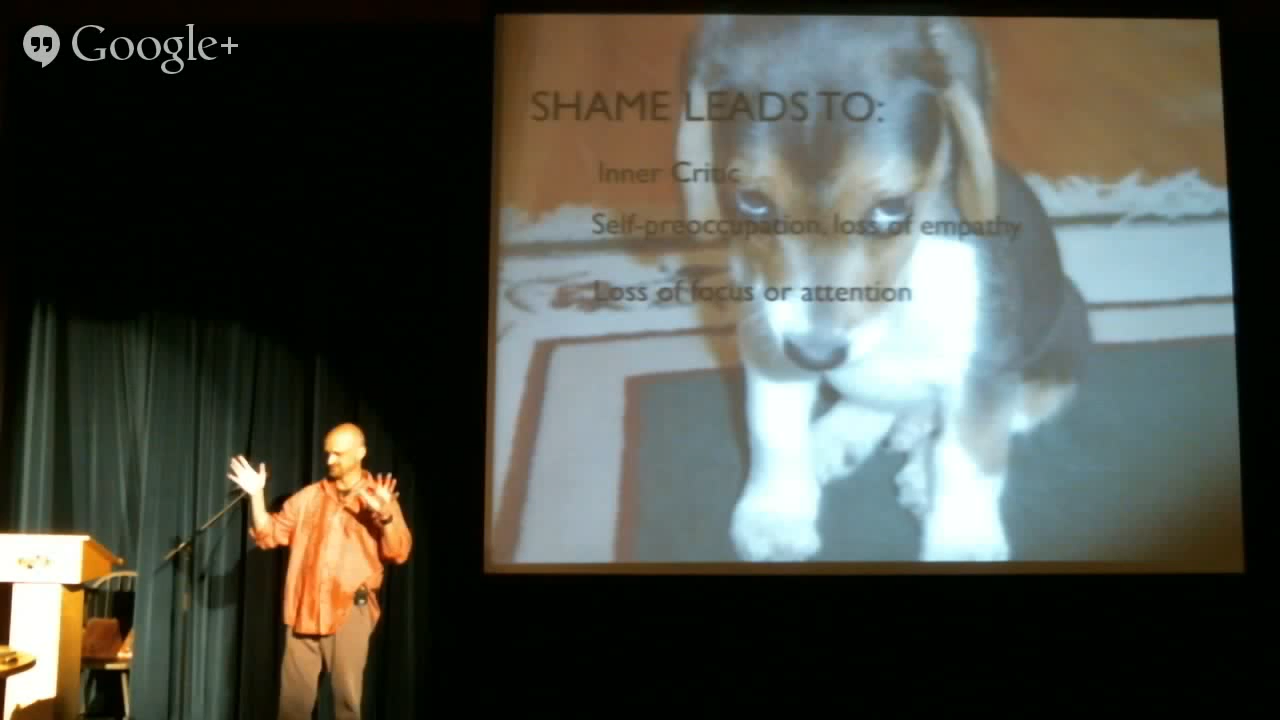 Google+
SHAME LEADS TO:
Inner Critic
Self-preoccupation, loss of empathy
Loss of focus or attention